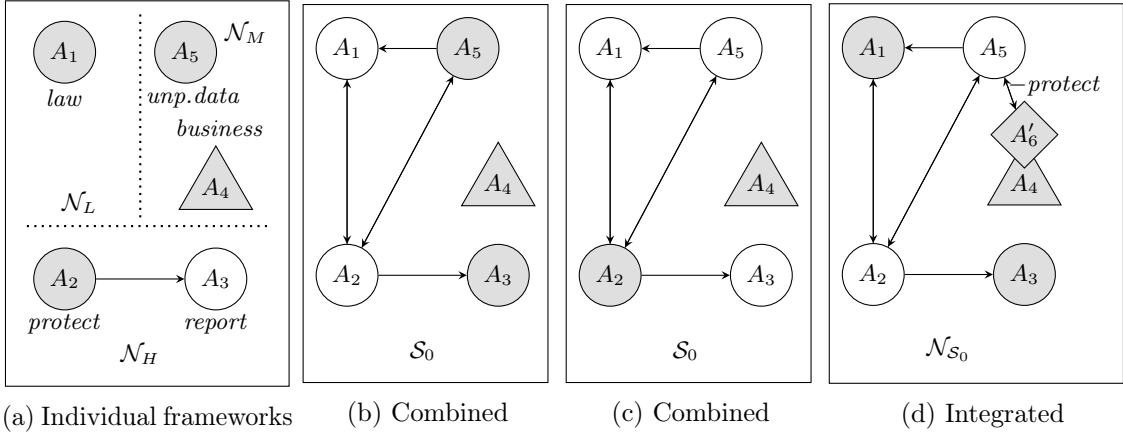 A₁
law
A₅
𝒩_M
unp.data
business
A₄
𝒩_L
A₂
protect
A₃
report
𝒩_H
(a) Individual frameworks
A₁
A₅
A₄
A₂
A₃
𝒮₀
(b) Combined
A₁
A₅
A₄
A₂
A₃
𝒮₀
(c) Combined
A₁
A₅
protect
A′₆
A₄
A₂
A₃
𝒩_𝒮₀
(d) Integrated